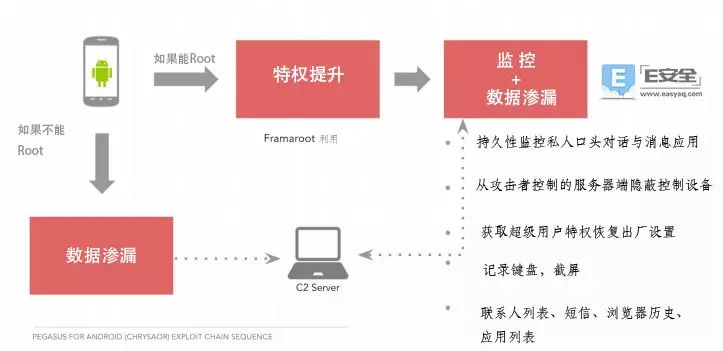 如果能Root
特权提升
Framaroot 利用
监 控
+
数据渗漏
E
「E安全」
www.easyaq.com
如果不能
Root
数据渗漏
C2 Server
• 持久性监控私人口头对话与消息应用
• 从攻击者控制的服务器端隐蔽控制设备
• 获取超级用户特权恢复出厂设置
• 记录键盘，截屏
• 联系人列表、短信、浏览器历史、
应用列表
PEGASUS FOR ANDROID (CHRYSAOR) EXPLOIT CHAIN SEQUENCE